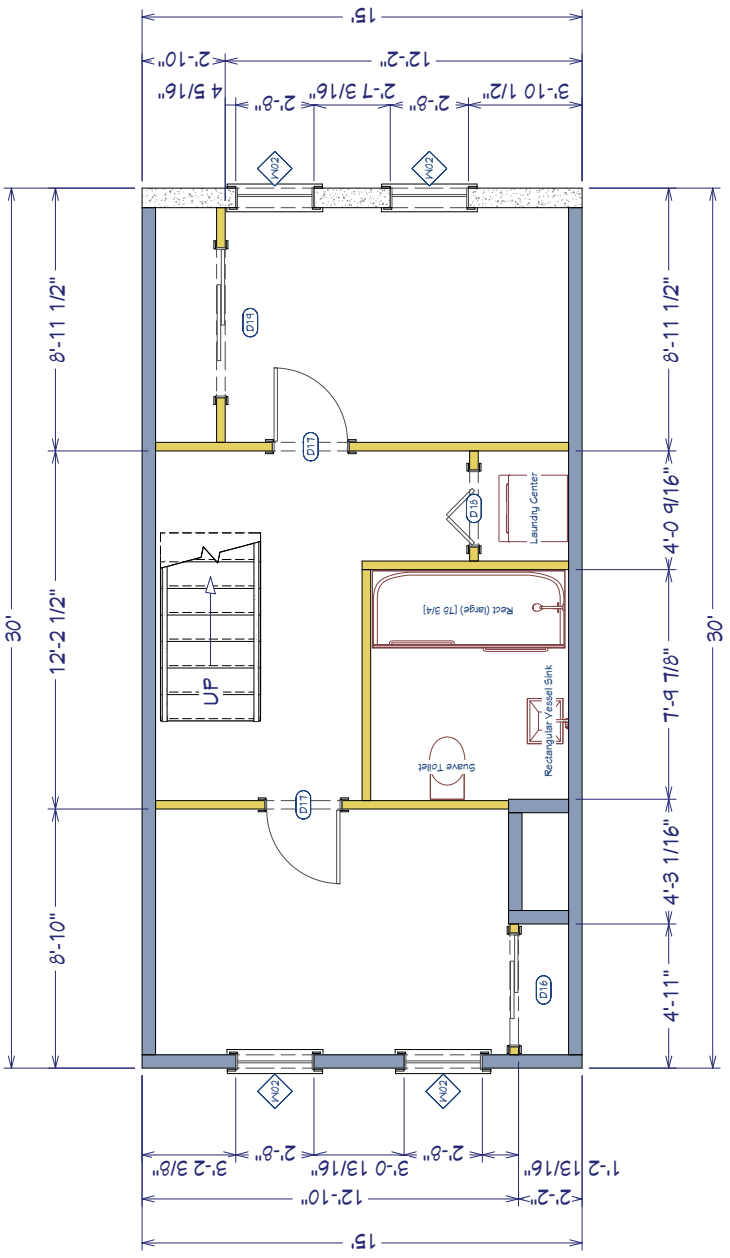 15'
2'-10"
12'-2"
4 5/16"
2'-8"
2'-7 3/16"
2'-8"
3'-10 1/2"
W02
W02
30'
8'-11 1/2"
12'-2 1/2"
8'-10"
D19
D17
D18
Laundry Center
UP
Rect (large) [78 3/4]
Rectangular Vessel Sink
Suave Toilet
D17
D16
8'-11 1/2"
4'-0 9/16"
7'-9 7/8"
4'-3 1/16"
4'-11"
30'
W02
W02
3'-2 3/8"
2'-8"
3'-0 13/16"
2'-8"
1'-2 13/16"
12'-10"
2'-2"
15'